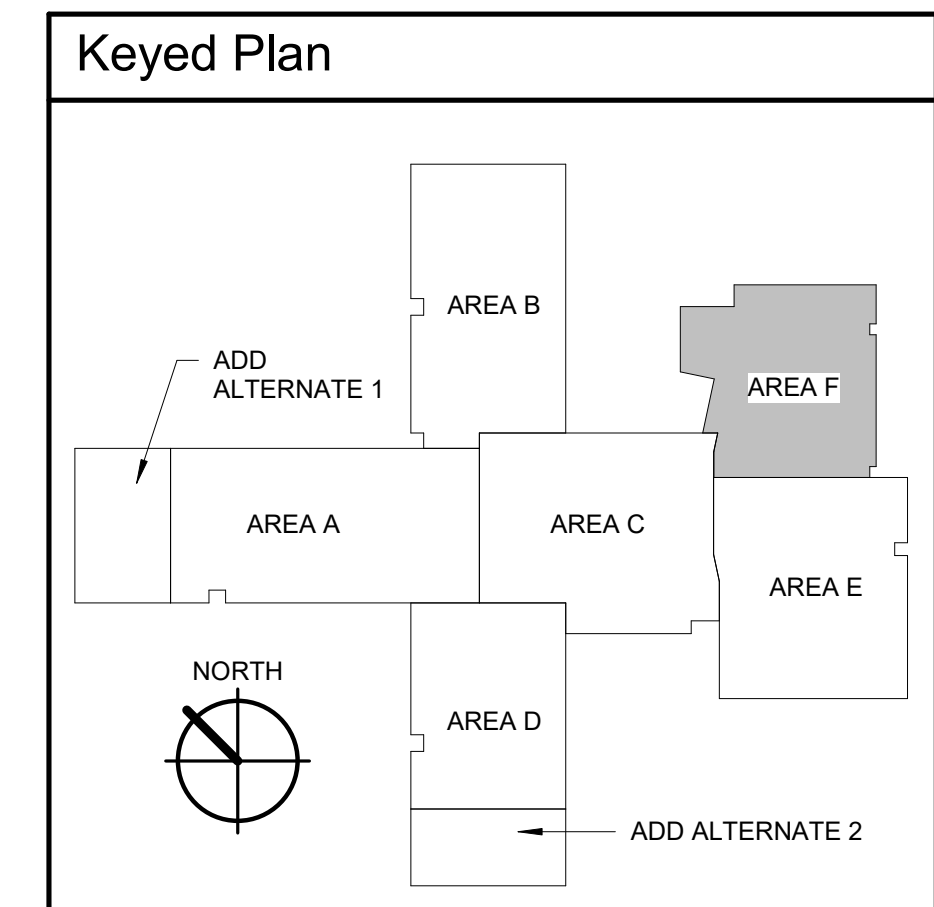 Keyed Plan
AREA B
ADD
ALTERNATE 1
AREA F
AREA A
AREA C
AREA E
NORTH
AREA D
ADD ALTERNATE 2